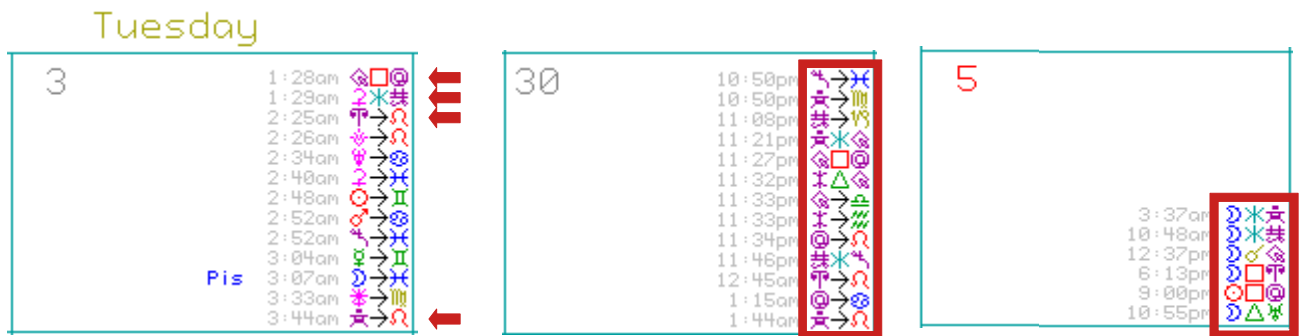 Tuesday
3
1:28am
1:29am
2:25am
2:26am
2:34am
2:40am
2:48am
2:52am
2:52am
3:04am
Pis 3:07am
3:33am
3:44am
30
10:50pm
10:50pm
11:08pm
11:21pm
11:27pm
11:32pm
11:33pm
11:33pm
11:34pm
11:46pm
12:45am
1:15am
1:44am
5
3:37am
10:48am
12:37pm
6:13pm
9:00pm
10:55pm